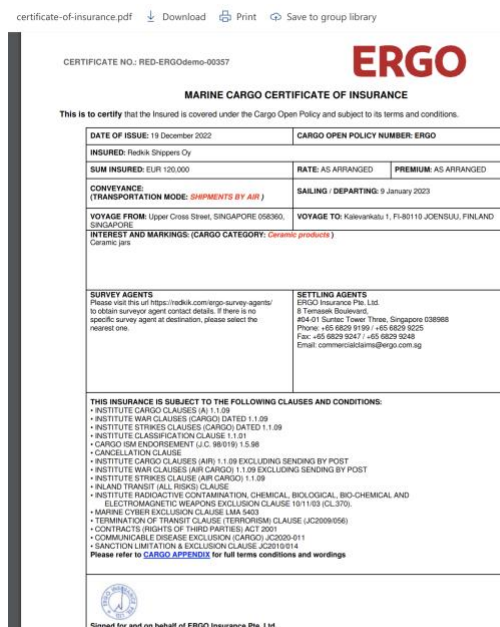 certificate-of-insurance.pdf Download Print Save to group library
CERTIFICATE NO.: RED-ERGOdemo-00357
ERGO
MARINE CARGO CERTIFICATE OF INSURANCE
This is to certify that the Insured is covered under the Cargo Open Policy and subject to its terms and conditions.
DATE OF ISSUE: 19 December 2022
CARGO OPEN POLICY NUMBER: ERGO
INSURED: Redkik Shippers Oy
SUM INSURED: EUR 120,000
RATE: AS ARRANGED
PREMIUM: AS ARRANGED
CONVEYANCE:
(TRANSPORTATION MODE: SHIPMENTS BY AIR )
SAILING / DEPARTING: 9 January 2023
VOYAGE FROM: Upper Cross Street, SINGAPORE 058360,
SINGAPORE
VOYAGE TO: Kalevankatu 1, FI-80110 JOENSUU, FINLAND
INTEREST AND MARKINGS: (CARGO CATEGORY: Ceramic products )
Ceramic jars
SURVEY AGENTS
Please visit this url https://redkik.com/ergo-survey-agents/
to obtain surveyor agent contact details. If there is no
specific survey agent at destination, please select the
nearest one.
SETTLING AGENTS
ERGO Insurance Pte. Ltd.
8 Temasek Boulevard,
#04-01 Suntec Tower Three, Singapore 038988
Phone: +65 6829 9199 / +65 6829 9225
Fax: +65 6829 9247 / +65 6829 9248
Email: commercialclaims@ergo.com.sg
THIS INSURANCE IS SUBJECT TO THE FOLLOWING CLAUSES AND CONDITIONS:
• INSTITUTE CARGO CLAUSES (A) 1.1.09
• INSTITUTE WAR CLAUSES (CARGO) DATED 1.1.09
• INSTITUTE STRIKES CLAUSES (CARGO) DATED 1.1.09
• INSTITUTE CLASSIFICATION CLAUSE 1.1.01
• CARGO ISM ENDORSEMENT (J.C. 98/019) 1.5.98
• CANCELLATION CLAUSE
• INSTITUTE CARGO CLAUSES (AIR) 1.1.09 EXCLUDING SENDING BY POST
• INSTITUTE WAR CLAUSES (AIR CARGO) 1.1.09 EXCLUDING SENDING BY POST
• INSTITUTE STRIKES CLAUSE (AIR CARGO) 1.1.09
• INLAND TRANSIT (ALL RISKS) CLAUSE
• INSTITUTE RADIOACTIVE CONTAMINATION, CHEMICAL, BIOLOGICAL, BIO-CHEMICAL AND
ELECTROMAGNETIC WEAPONS EXCLUSION CLAUSE 10/11/03 (CL.370).
• MARINE CYBER EXCLUSION CLAUSE LMA 5403
• TERMINATION OF TRANSIT CLAUSE (TERRORISM) CLAUSE (JC2009/056)
• CONTRACTS (RIGHTS OF THIRD PARTIES) ACT 2001
• COMMUNICABLE DISEASE EXCLUSION (CARGO) JC2020-011
• SANCTION LIMITATION & EXCLUSION CLAUSE JC2010/014
Please refer to CARGO APPENDIX for full terms conditions and wordings
Signed for and on behalf of ERGO Insurance Pte. Ltd.